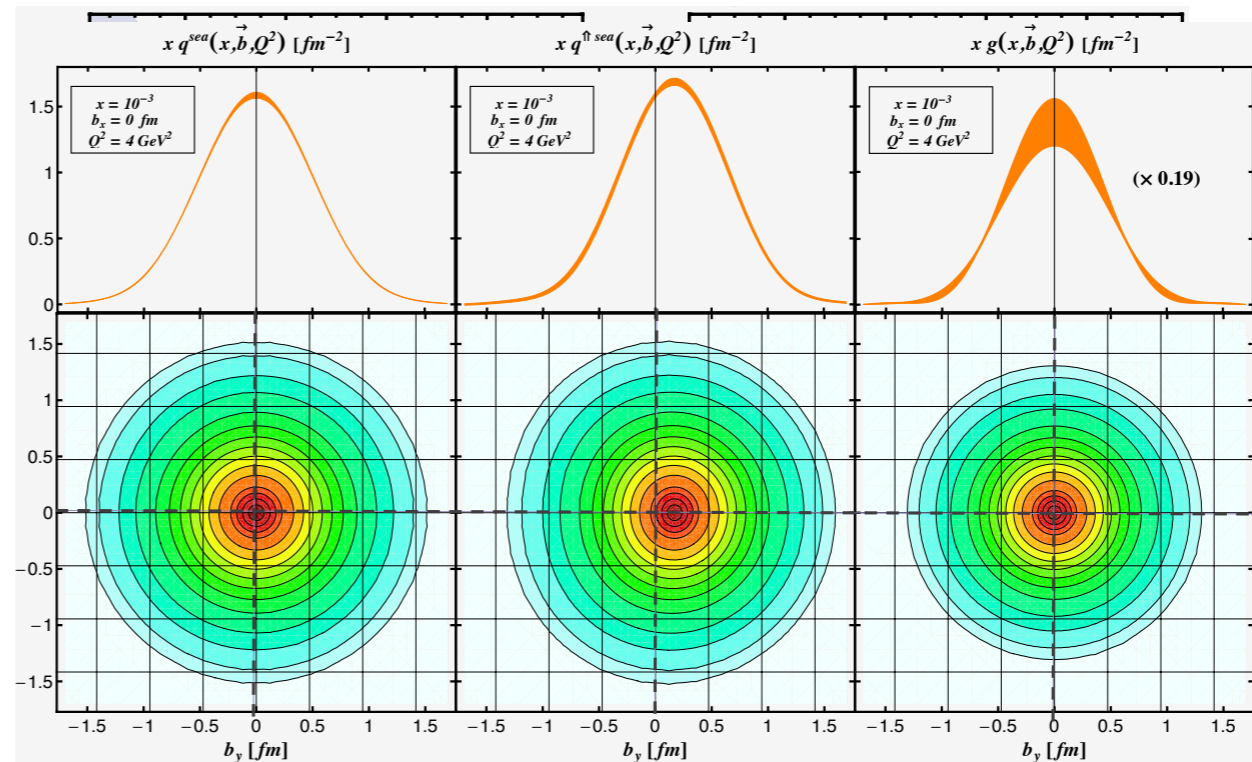 x q^{sea}(x,b⃗,Q²) [fm⁻²]
x q^{⇑ sea}(x,b⃗,Q²) [fm⁻²]
x g(x,b⃗,Q²) [fm⁻²]
x = 10⁻³
b_x = 0 fm
Q² = 4 GeV²
x = 10⁻³
b_x = 0 fm
Q² = 4 GeV²
x = 10⁻³
b_x = 0 fm
Q² = 4 GeV²
(× 0.19)
1.5
1
0.5
0
1.5
1
0.5
0
−0.5
−1
−1.5
−1.5 −1 −0.5 0 0.5 1 1.5
−1.5 −1 −0.5 0 0.5 1 1.5
−1.5 −1 −0.5 0 0.5 1 1.5
b_y [fm]
b_y [fm]
b_y [fm]